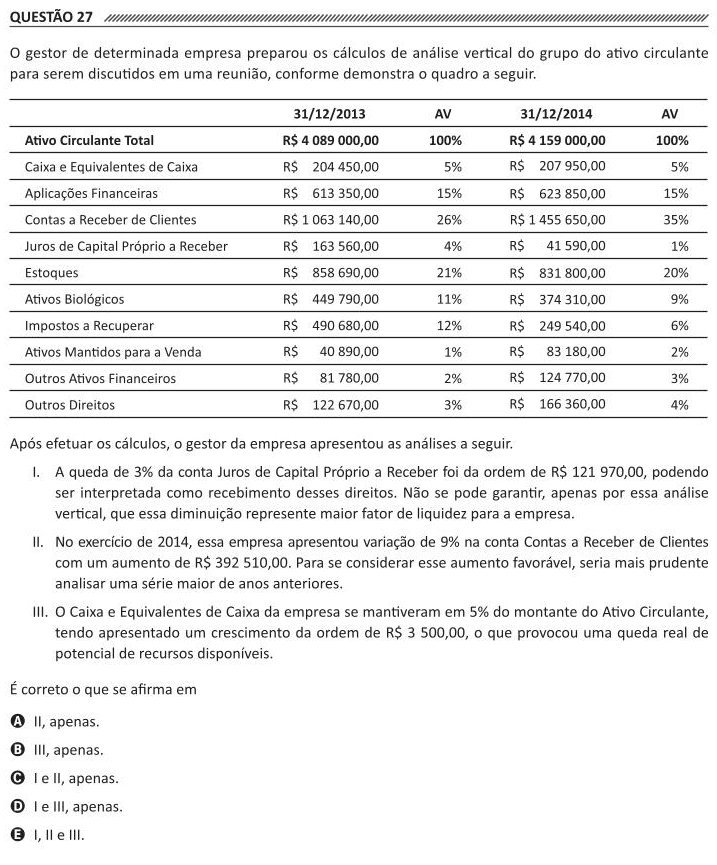 QUESTÃO 27
O gestor de determinada empresa preparou os cálculos de análise vertical do grupo do ativo circulante
para serem discutidos em uma reunião, conforme demonstra o quadro a seguir.
31/12/2013 AV 31/12/2014 AV
Ativo Circulante Total R$ 4 089 000,00 100% R$ 4 159 000,00 100%
Caixa e Equivalentes de Caixa R$ 204 450,00 5% R$ 207 950,00 5%
Aplicações Financeiras R$ 613 350,00 15% R$ 623 850,00 15%
Contas a Receber de Clientes R$ 1 063 140,00 26% R$ 1 455 650,00 35%
Juros de Capital Próprio a Receber R$ 163 560,00 4% R$ 41 590,00 1%
Estoques R$ 858 690,00 21% R$ 831 800,00 20%
Ativos Biológicos R$ 449 790,00 11% R$ 374 310,00 9%
Impostos a Recuperar R$ 490 680,00 12% R$ 249 540,00 6%
Ativos Mantidos para a Venda R$ 40 890,00 1% R$ 83 180,00 2%
Outros Ativos Financeiros R$ 81 780,00 2% R$ 124 770,00 3%
Outros Direitos R$ 122 670,00 3% R$ 166 360,00 4%
Após efetuar os cálculos, o gestor da empresa apresentou as análises a seguir.
I. A queda de 3% da conta Juros de Capital Próprio a Receber foi da ordem de R$ 121 970,00, podendo
ser interpretada como recebimento desses direitos. Não se pode garantir, apenas por essa análise
vertical, que essa diminuição represente maior fator de liquidez para a empresa.
II. No exercício de 2014, essa empresa apresentou variação de 9% na conta Contas a Receber de Clientes
com um aumento de R$ 392 510,00. Para se considerar esse aumento favorável, seria mais prudente
analisar uma série maior de anos anteriores.
III. O Caixa e Equivalentes de Caixa da empresa se mantiveram em 5% do montante do Ativo Circulante,
tendo apresentado um crescimento da ordem de R$ 3 500,00, o que provocou uma queda real de
potencial de recursos disponíveis.
É correto o que se afirma em
A II, apenas.
B III, apenas.
C I e II, apenas.
D I e III, apenas.
E I, II e III.